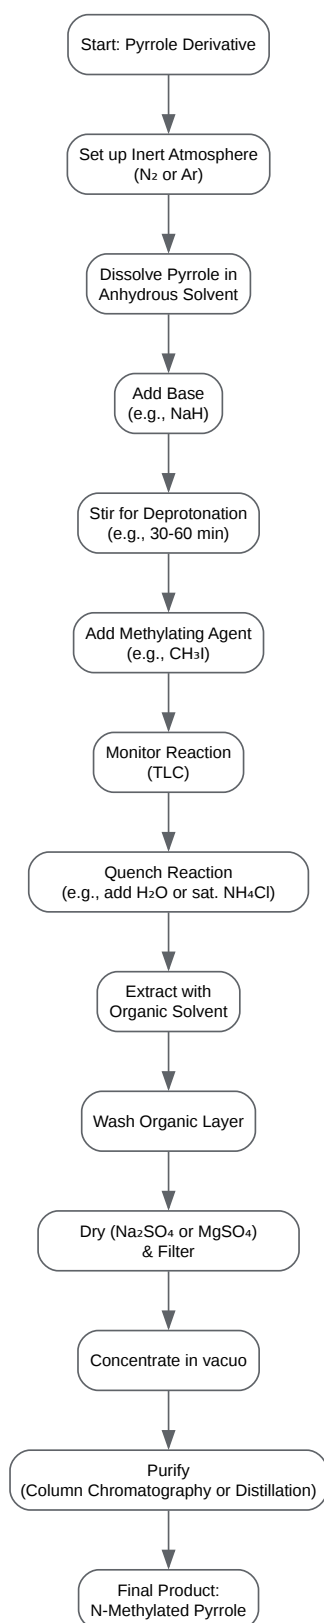 Start: Pyrrole Derivative
Set up Inert Atmosphere
(N₂ or Ar)
Dissolve Pyrrole in
Anhydrous Solvent
Add Base
(e.g., NaH)
Stir for Deprotonation
(e.g., 30-60 min)
Add Methylating Agent
(e.g., CH₃I)
Monitor Reaction
(TLC)
Quench Reaction
(e.g., add H₂O or sat. NH₄Cl)
Extract with
Organic Solvent
Wash Organic Layer
Dry (Na₂SO₄ or MgSO₄)
& Filter
Concentrate in vacuo
Purify
(Column Chromatography or Distillation)
Final Product:
N-Methylated Pyrrole